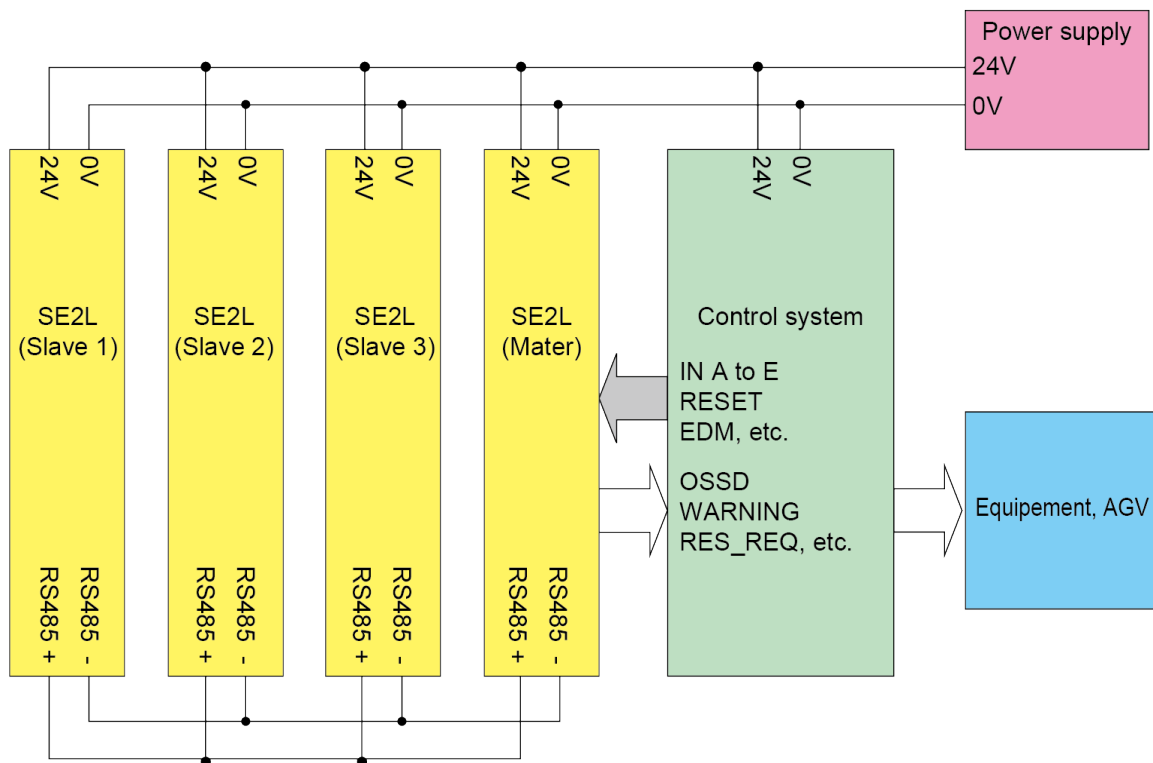 Power supply
24V
0V
24V
0V
24V
0V
24V
0V
24V
0V
24V
0V
SE2L
(Slave 1)
SE2L
(Slave 2)
SE2L
(Slave 3)
SE2L
(Mater)
Control system
IN A to E
RESET
EDM, etc.
OSSD
WARNING
RES_REQ, etc.
Equipement, AGV
RS485 +
RS485 -
RS485 +
RS485 -
RS485 +
RS485 -
RS485 +
RS485 -